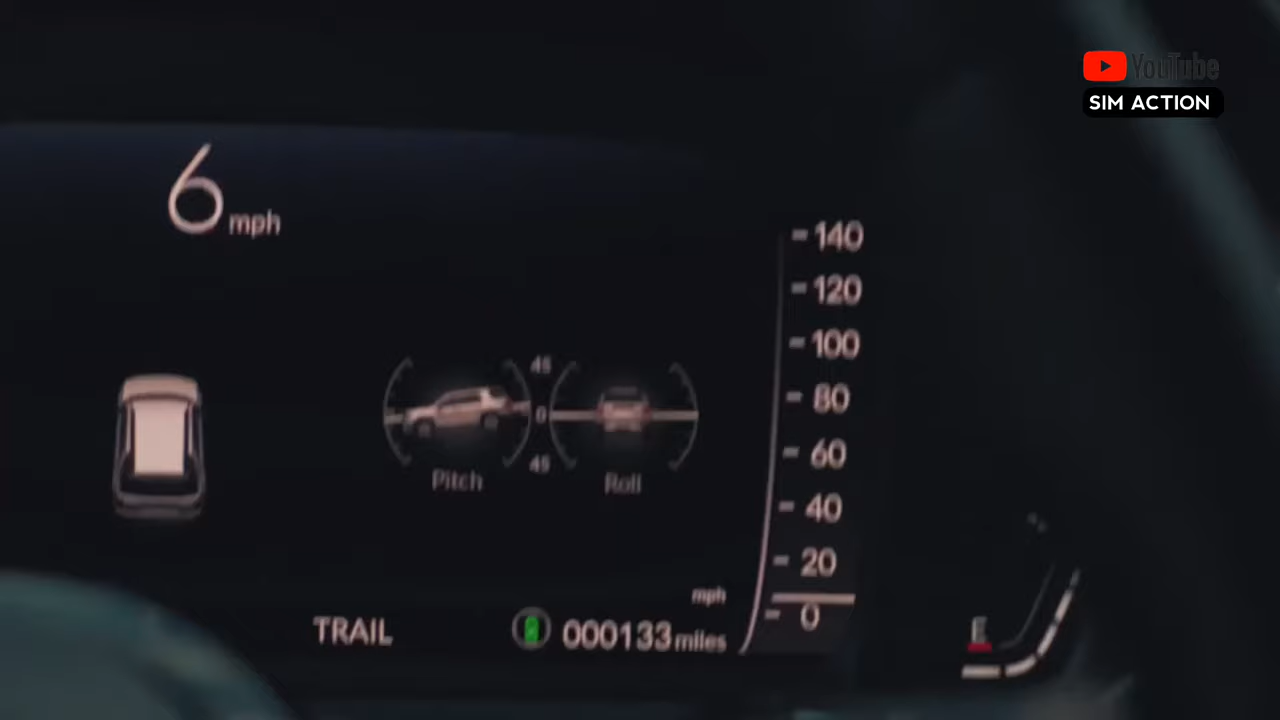 YouTube
SIM ACTION
6 mph
140
120
100
80
60
40
20
0
45
0
45
Pitch
Roll
mph
TRAIL
000133 miles
E